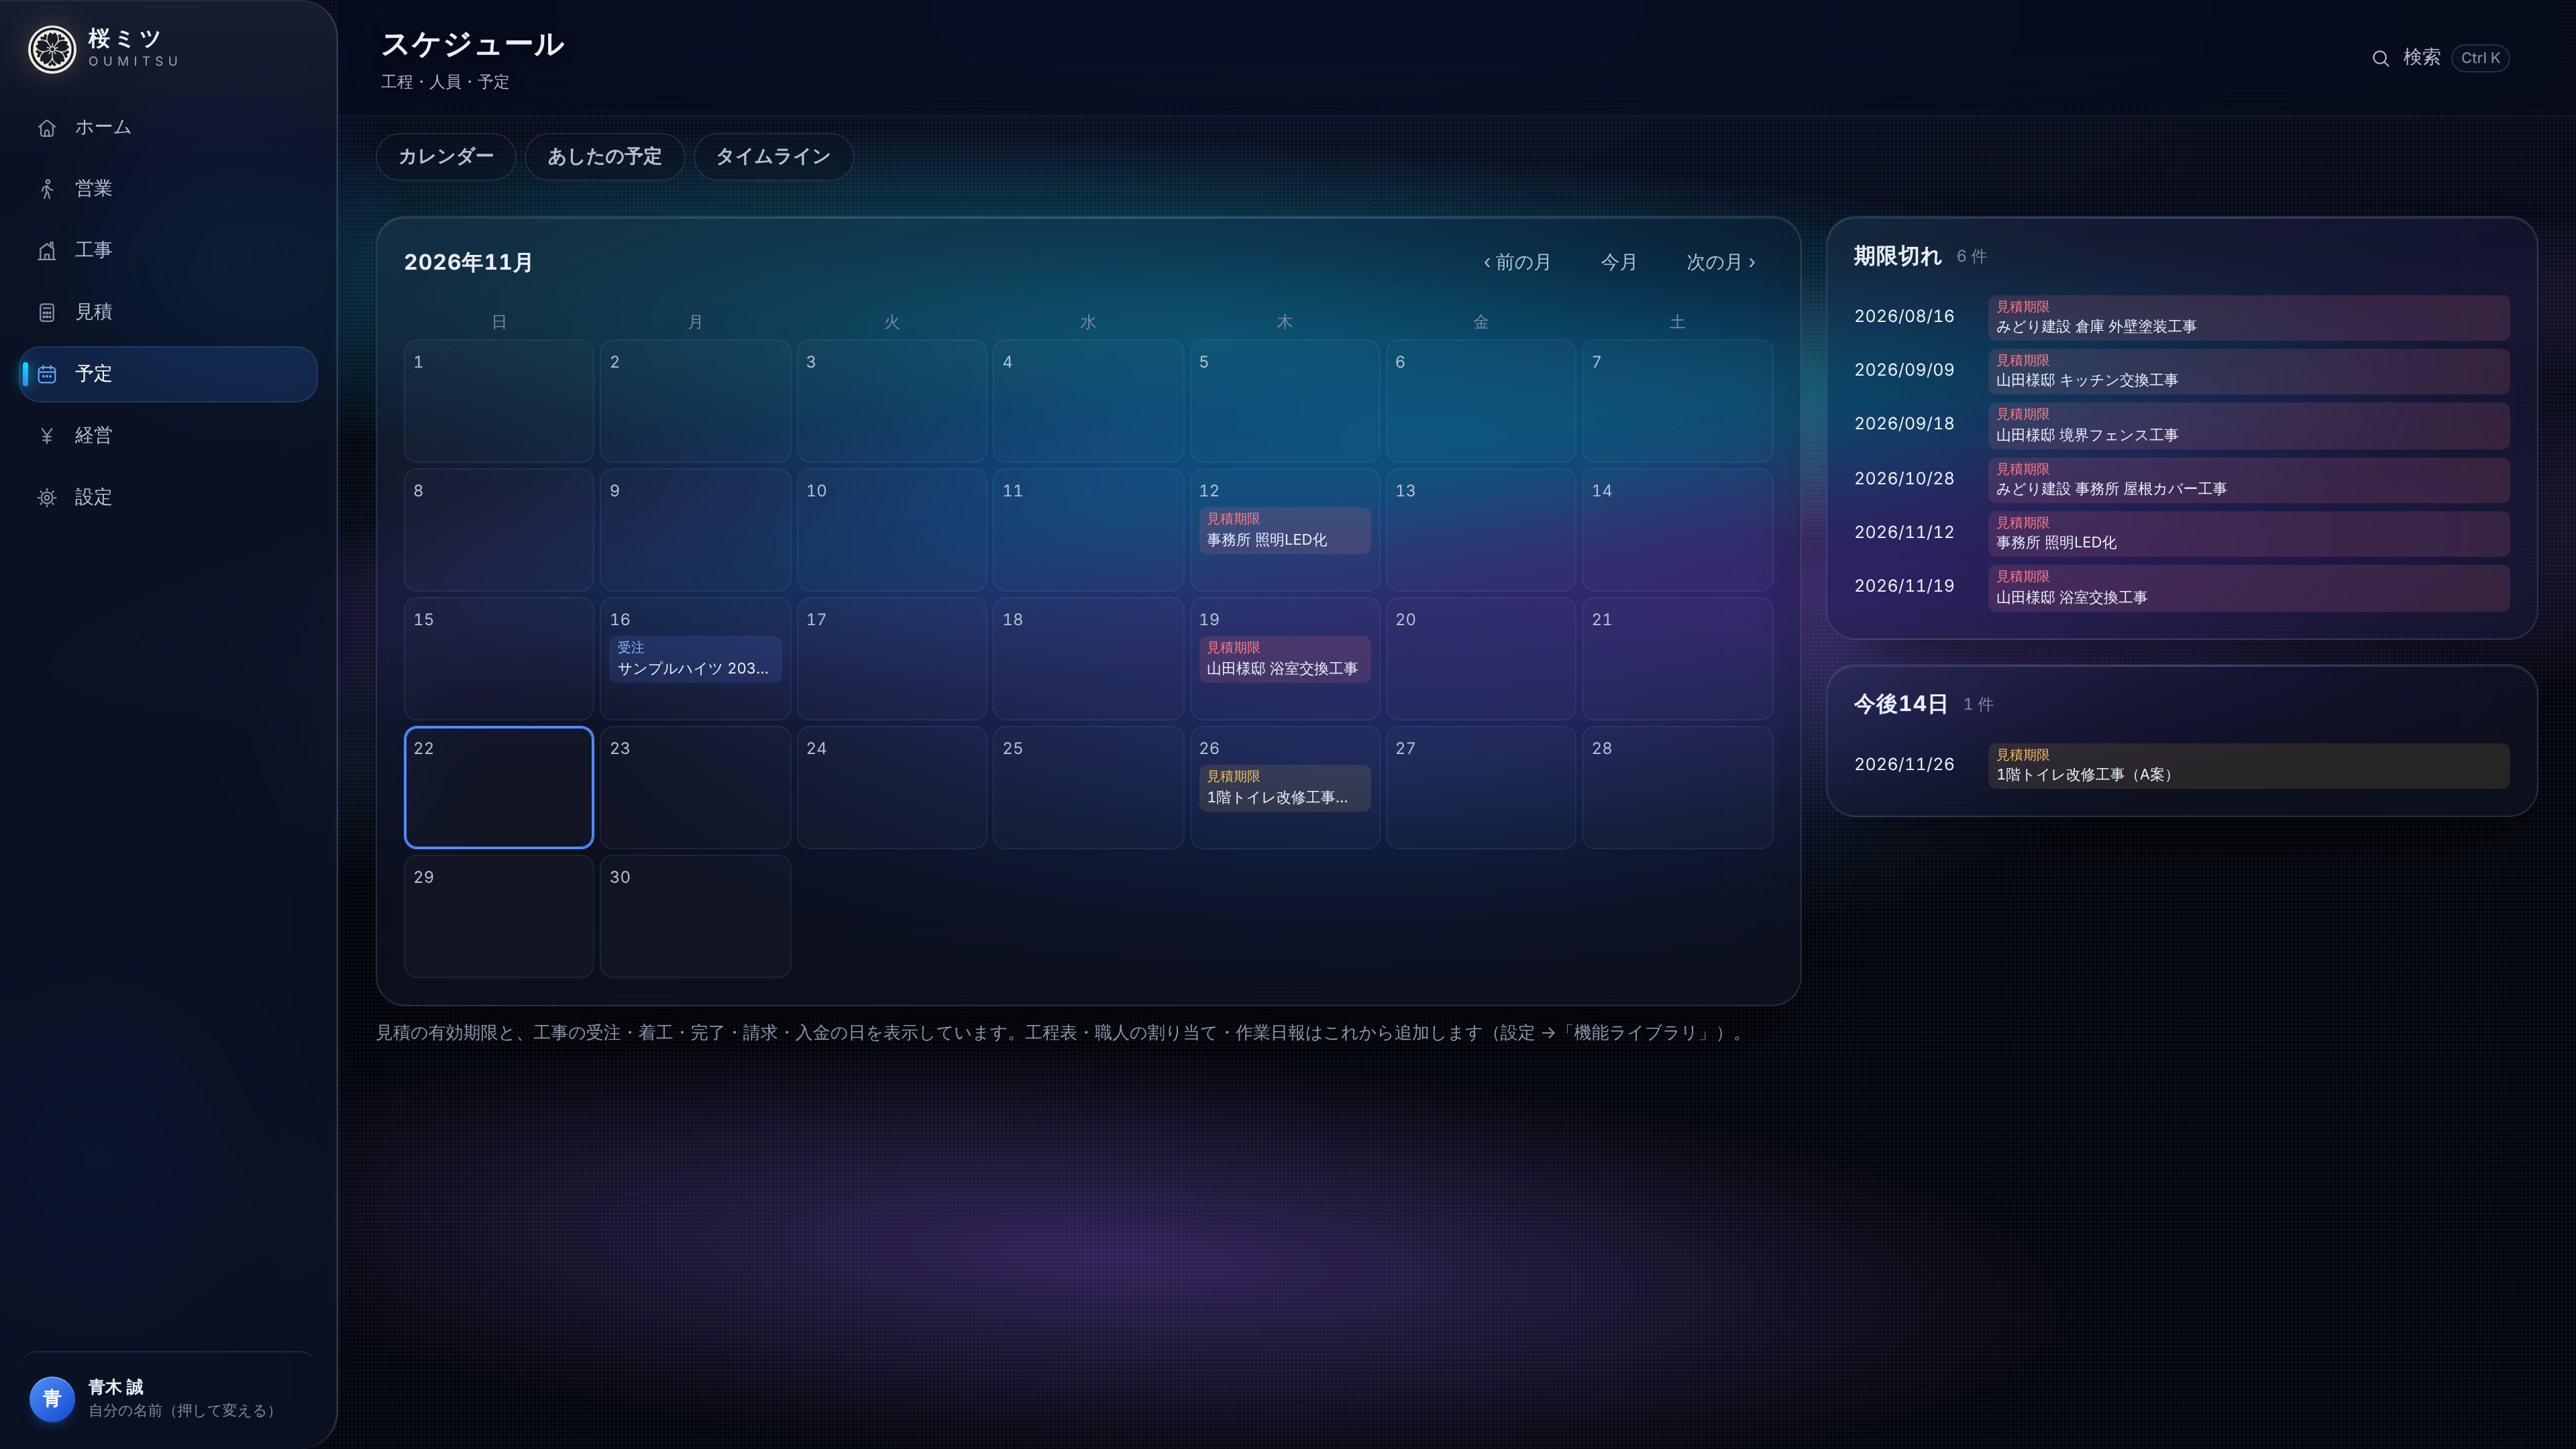 桜ミツ
OUMITSU
ホーム
営業
工事
見積
予定
経営
設定
青
青木 誠
自分の名前（押して変える）
スケジュール
工程・人員・予定
検索 Ctrl K
カレンダー あしたの予定 タイムライン
2026年11月
‹ 前の月 今月 次の月 ›
日 月 火 水 木 金 土
1 2 3 4 5 6 7
8 9 10 11 12 13 14
見積期限
事務所 照明LED化
15 16 17 18 19 20 21
受注
サンプルハイツ 203…
見積期限
山田様邸 浴室交換工事
22 23 24 25 26 27 28
見積期限
1階トイレ改修工事…
29 30
見積の有効期限と、工事の受注・着工・完了・請求・入金の日を表示しています。工程表・職人の割り当て・作業日報はこれから追加します（設定 →「機能ライブラリ」）。
期限切れ 6 件
2026/08/16
見積期限
みどり建設 倉庫 外壁塗装工事
2026/09/09
見積期限
山田様邸 キッチン交換工事
2026/09/18
見積期限
山田様邸 境界フェンス工事
2026/10/28
見積期限
みどり建設 事務所 屋根カバー工事
2026/11/12
見積期限
事務所 照明LED化
2026/11/19
見積期限
山田様邸 浴室交換工事
今後14日 1 件
2026/11/26
見積期限
1階トイレ改修工事（A案）